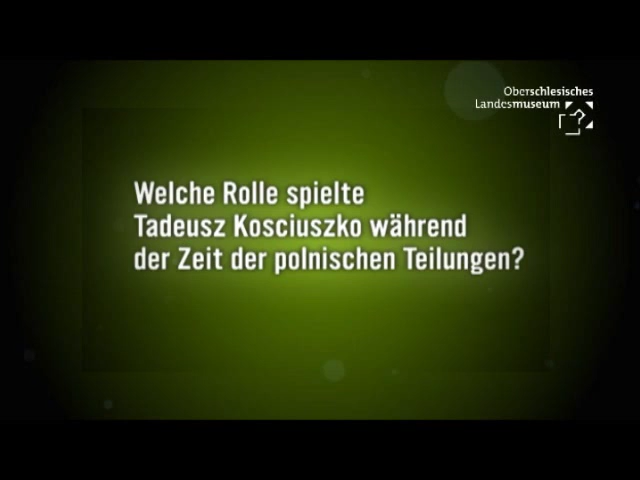 Oberschlesisches
Landesmuseum
Welche Rolle spielte
Tadeusz Kosciuszko während
der Zeit der polnischen Teilungen?